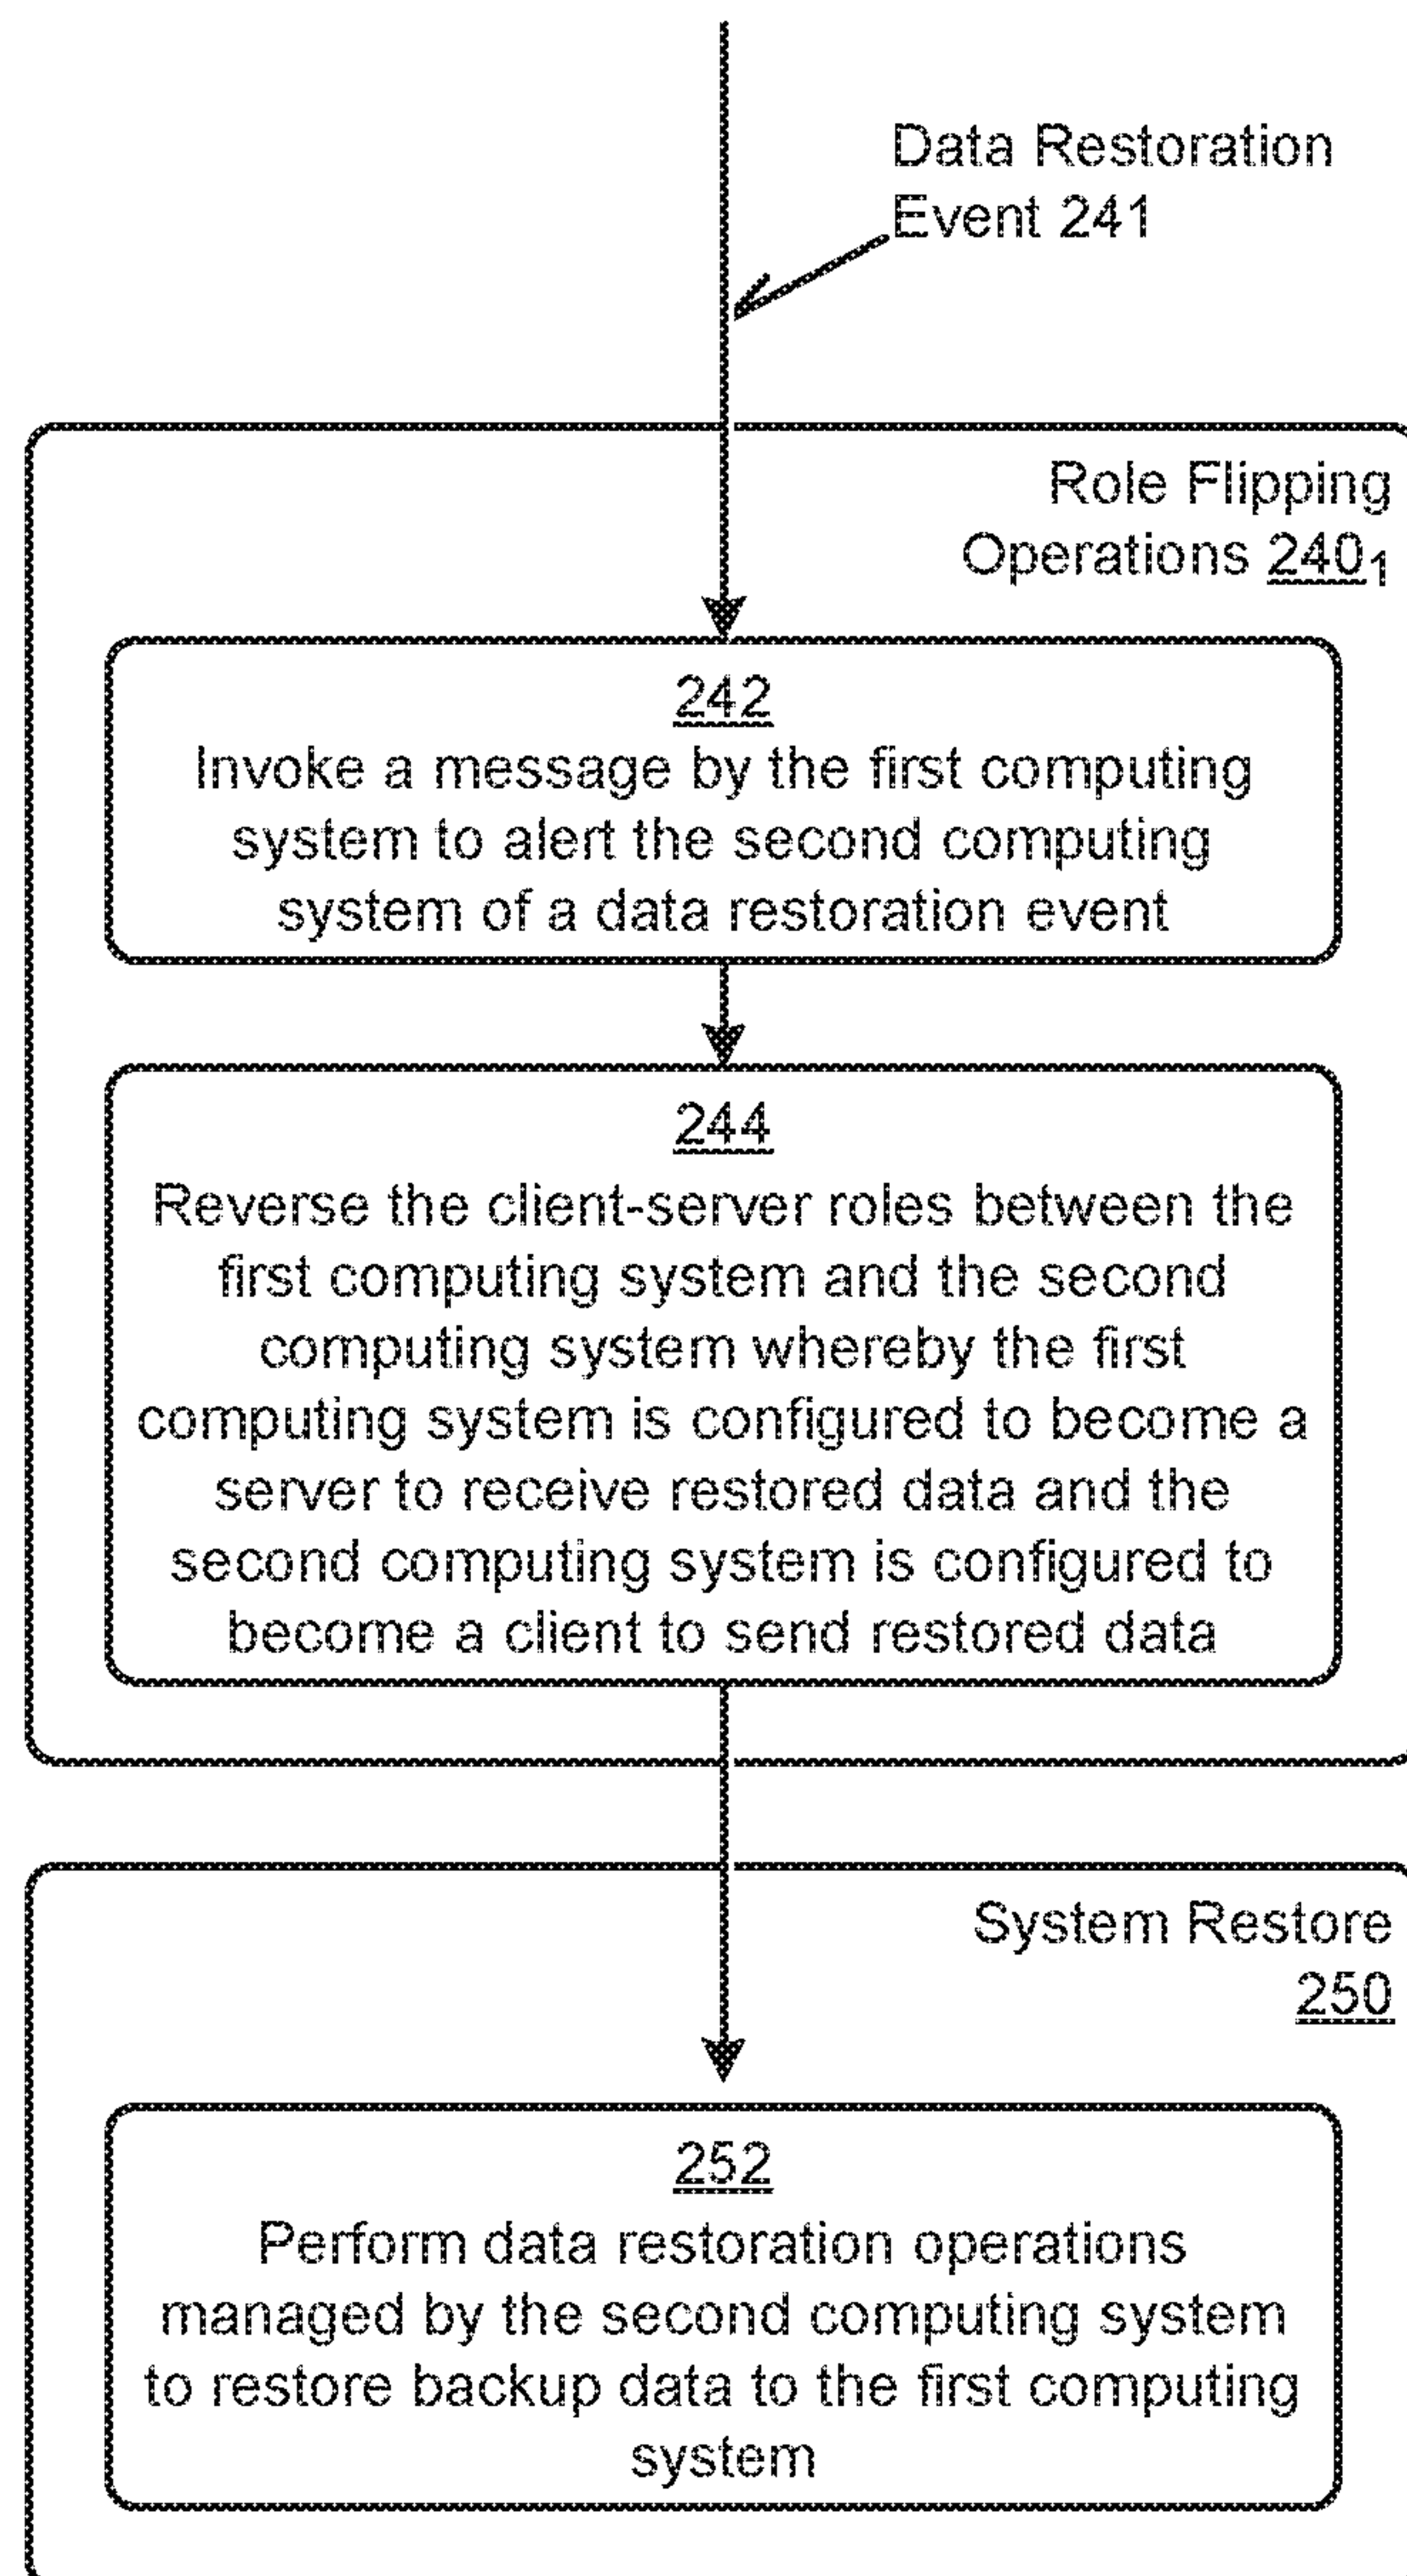 Data Restoration
Event 241
Role Flipping
Operations 240₁
242
Invoke a message by the first computing
system to alert the second computing
system of a data restoration event
244
Reverse the client-server roles between the
first computing system and the second
computing system whereby the first
computing system is configured to become a
server to receive restored data and the
second computing system is configured to
become a client to send restored data
System Restore
250
252
Perform data restoration operations
managed by the second computing system
to restore backup data to the first computing
system